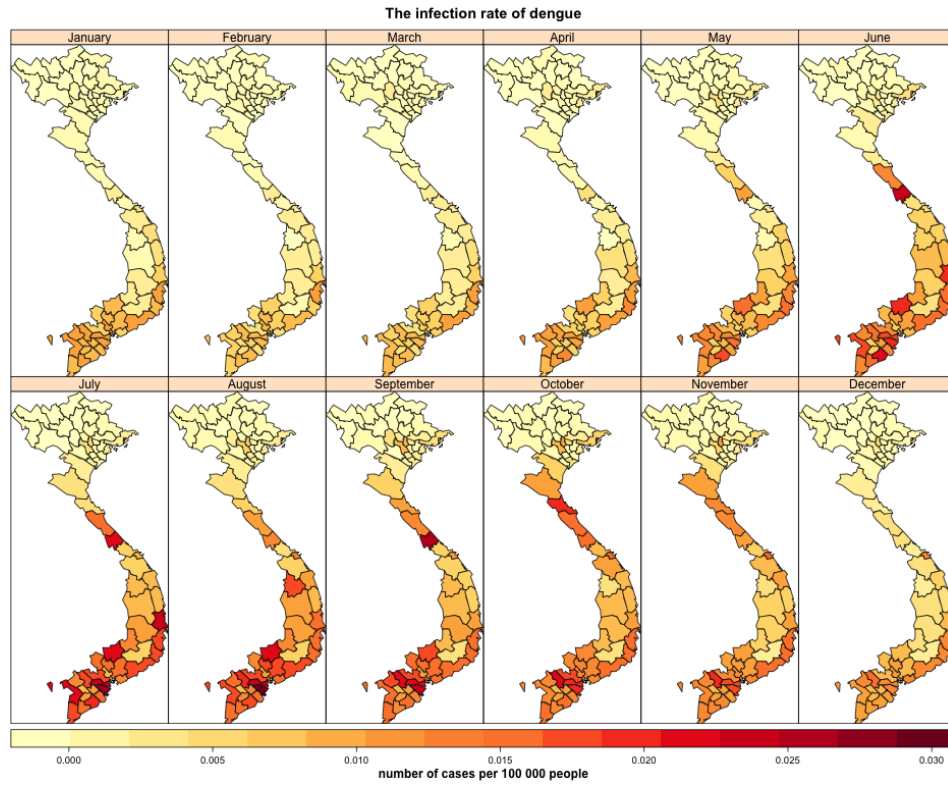 The infection rate of dengue
January February March April May June
July August September October November December
0.000 0.005 0.010 0.015 0.020 0.025 0.030
number of cases per 100 000 people